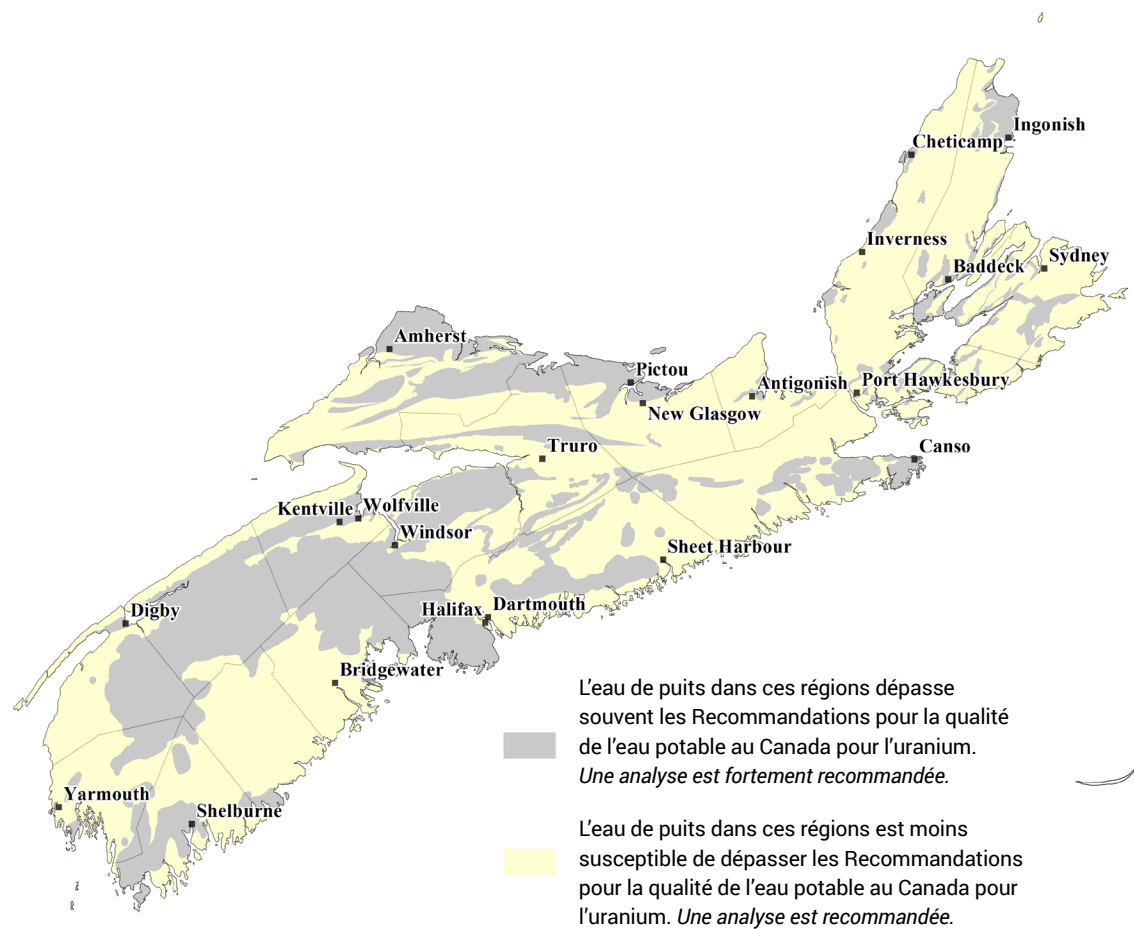 Ingonish
Cheticamp
Inverness
Baddeck
Sydney
Amherst
Pictou
Antigonish
Port Hawkesbury
New Glasgow
Truro
Canso
Kentville
Wolfville
Windsor
Sheet Harbour
Digby
Halifax
Dartmouth
Bridgewater
Yarmouth
Shelburne
L'eau de puits dans ces régions dépasse
souvent les Recommandations pour la qualité
de l'eau potable au Canada pour l'uranium.
Une analyse est fortement recommandée.
L'eau de puits dans ces régions est moins
susceptible de dépasser les Recommandations
pour la qualité de l'eau potable au Canada pour
l'uranium. Une analyse est recommandée.